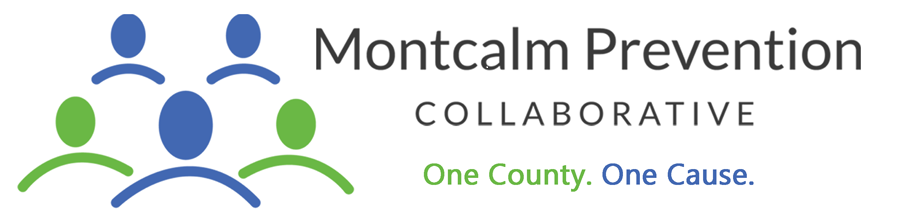 Montcalm Prevention
COLLABORATIVE
One County. One Cause.